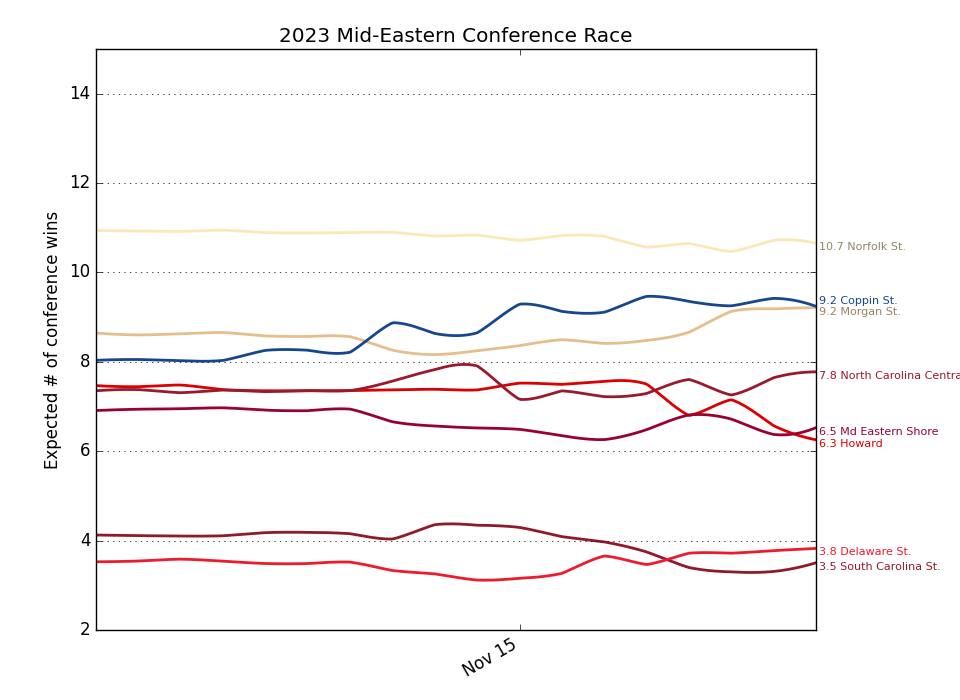 2023 Mid-Eastern Conference Race
Expected # of conference wins
14
12
10
8
6
4
2
Nov 15
10.7 Norfolk St.
9.2 Coppin St.
9.2 Morgan St.
7.8 North Carolina Centra
6.5 Md Eastern Shore
6.3 Howard
3.8 Delaware St.
3.5 South Carolina St.